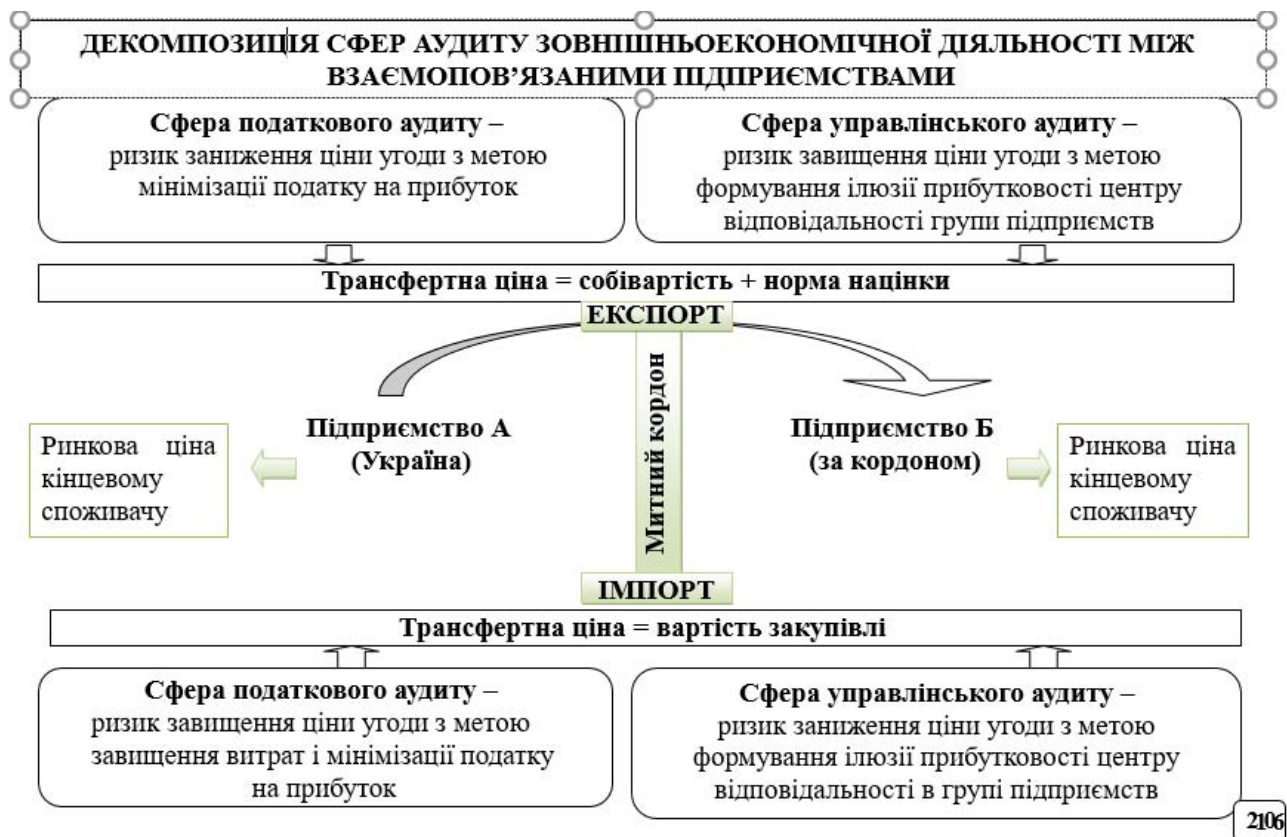 ДЕКОМПОЗИЦІЯ СФЕР АУДИТУ ЗОВНІШНЬОЕКОНОМІЧНОЇ ДІЯЛЬНОСТІ МІЖ
ВЗАЄМОПОВ’ЯЗАНИМИ ПІДПРИЄМСТВАМИ
Сфера податкового аудиту –
ризик заниження ціни угоди з метою
мінімізації податку на прибуток
Сфера управлінського аудиту –
ризик завищення ціни угоди з метою
формування ілюзії прибутковості центру
відповідальності групи підприємств
Трансфертна ціна = собівартість + норма націнки
ЕКСПОРТ
Митний кордон
Підприємство А
(Україна)
Підприємство Б
(за кордоном)
Ринкова ціна
кінцевому
споживачу
Ринкова ціна
кінцевому
споживачу
ІМПОРТ
Трансфертна ціна = вартість закупівлі
Сфера податкового аудиту –
ризик завищення ціни угоди з метою
завищення витрат і мінімізації податку
на прибуток
Сфера управлінського аудиту –
ризик заниження ціни угоди з метою
формування ілюзії прибутковості центру
відповідальності в групі підприємств